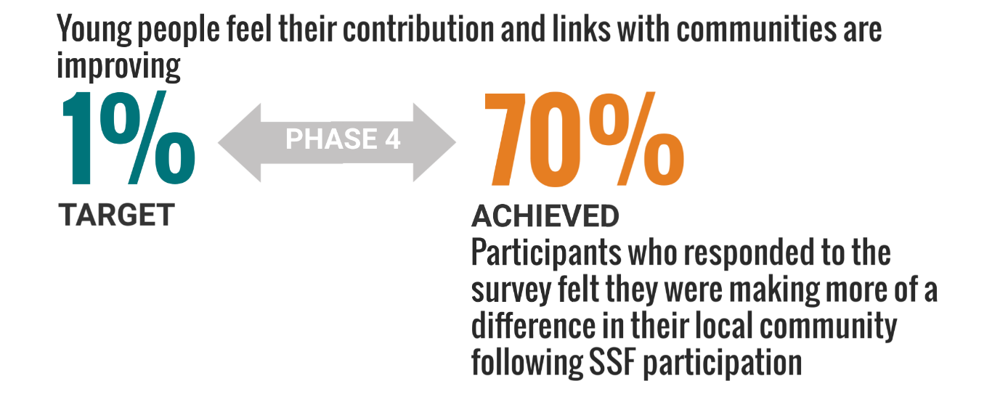 Young people feel their contribution and links with communities are
improving
1%
PHASE 4
70%
TARGET
ACHIEVED
Participants who responded to the
survey felt they were making more of a
difference in their local community
following SSF participation